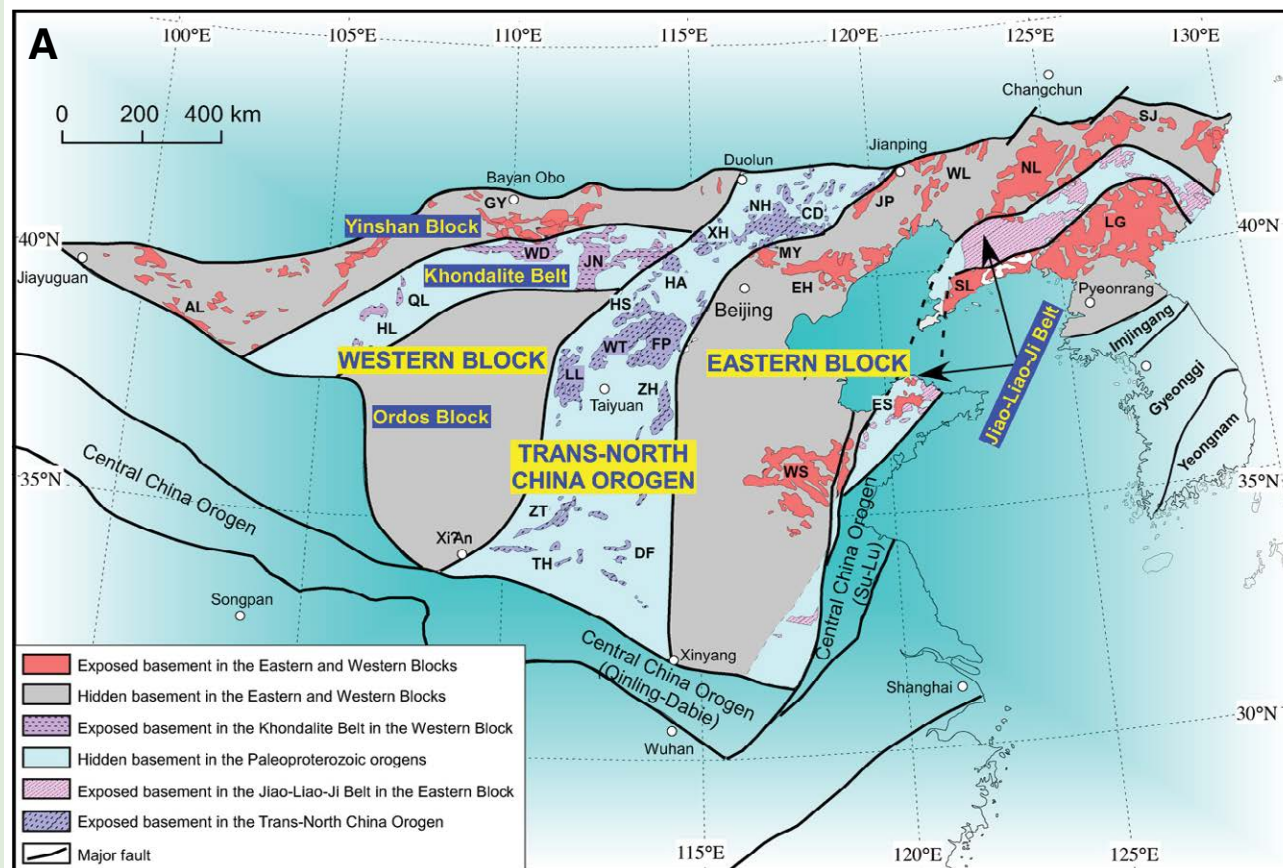 A
100°E
105°E
110°E
115°E
120°E
125°E
130°E
0 200 400 km
Changchun
Jianping
Duolun
Bayan Obo
GY
SJ
NL
WL
JP
NH
CD
XH
LG
40°N
40°N
Yinshan Block
WD
JN
MY
Jiayuguan
Khondalite Belt
HA
EH
SL
Pyeonrang
AL
QL
HS
Beijing
HL
WT
FP
Imjingang
WESTERN BLOCK
EASTERN BLOCK
LL
Taiyuan
ZH
ES
Jiao-Liao-Ji Belt
Gyeonggi
Ordos Block
Yeongnam
TRANS-NORTH
CHINA OROGEN
WS
35°N
35°N
Central China Orogen
ZT
Xi?An
TH
DF
Central China Orogen
(Su-Lu)
Songpan
Central China Orogen
(Qinling-Dabie)
Xinyang
Shanghai
30°N
Wuhan
Exposed basement in the Eastern and Western Blocks
Hidden basement in the Eastern and Western Blocks
Exposed basement in the Khondalite Belt in the Western Block
Hidden basement in the Paleoproterozoic orogens
Exposed basement in the Jiao-Liao-Ji Belt in the Eastern Block
Exposed basement in the Trans-North China Orogen
Major fault
115°E
120°E
125°E